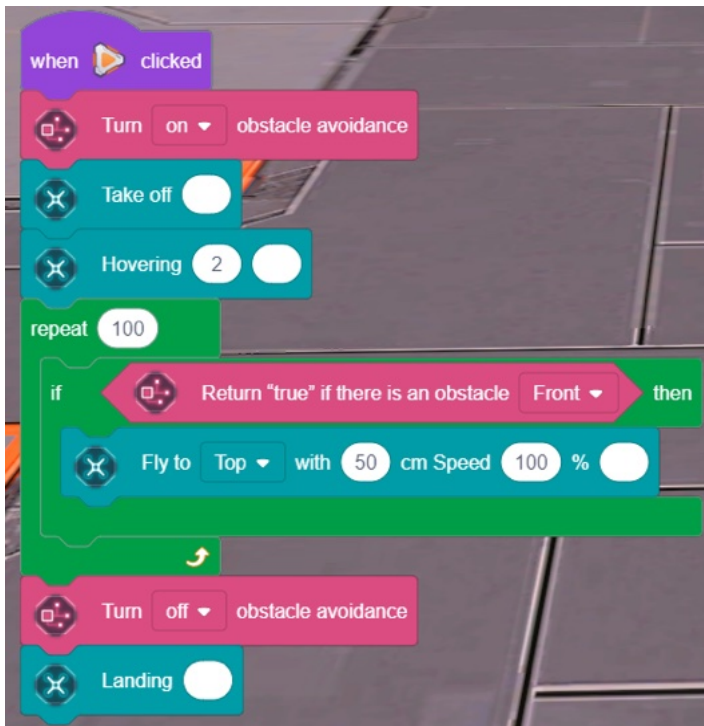 when clicked
Turn on obstacle avoidance
Take off
Hovering 2
repeat 100
if Return “true” if there is an obstacle Front then
Fly to Top with 50 cm Speed 100 %
Turn off obstacle avoidance
Landing